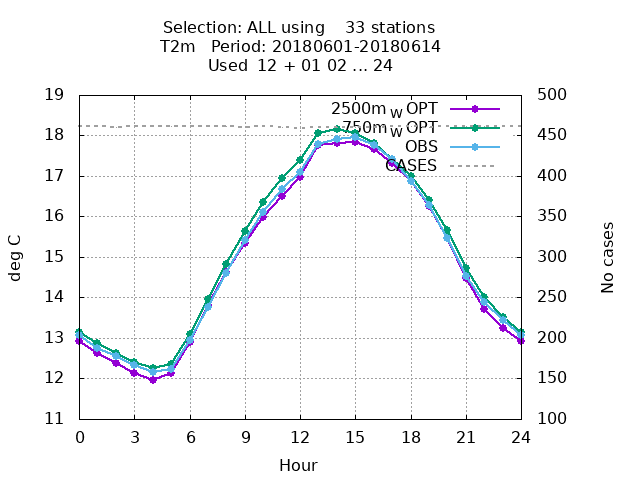 Selection: ALL using    33 stations
T2m   Period: 20180601-20180614
Used  12 + 01 02 ... 24
19
18
17
16
15
14
13
12
11
500
450
400
350
300
250
200
150
100
deg C
No cases
2500m W OPT
750m W OPT
OBS
CASES
0 3 6 9 12 15 18 21 24
Hour